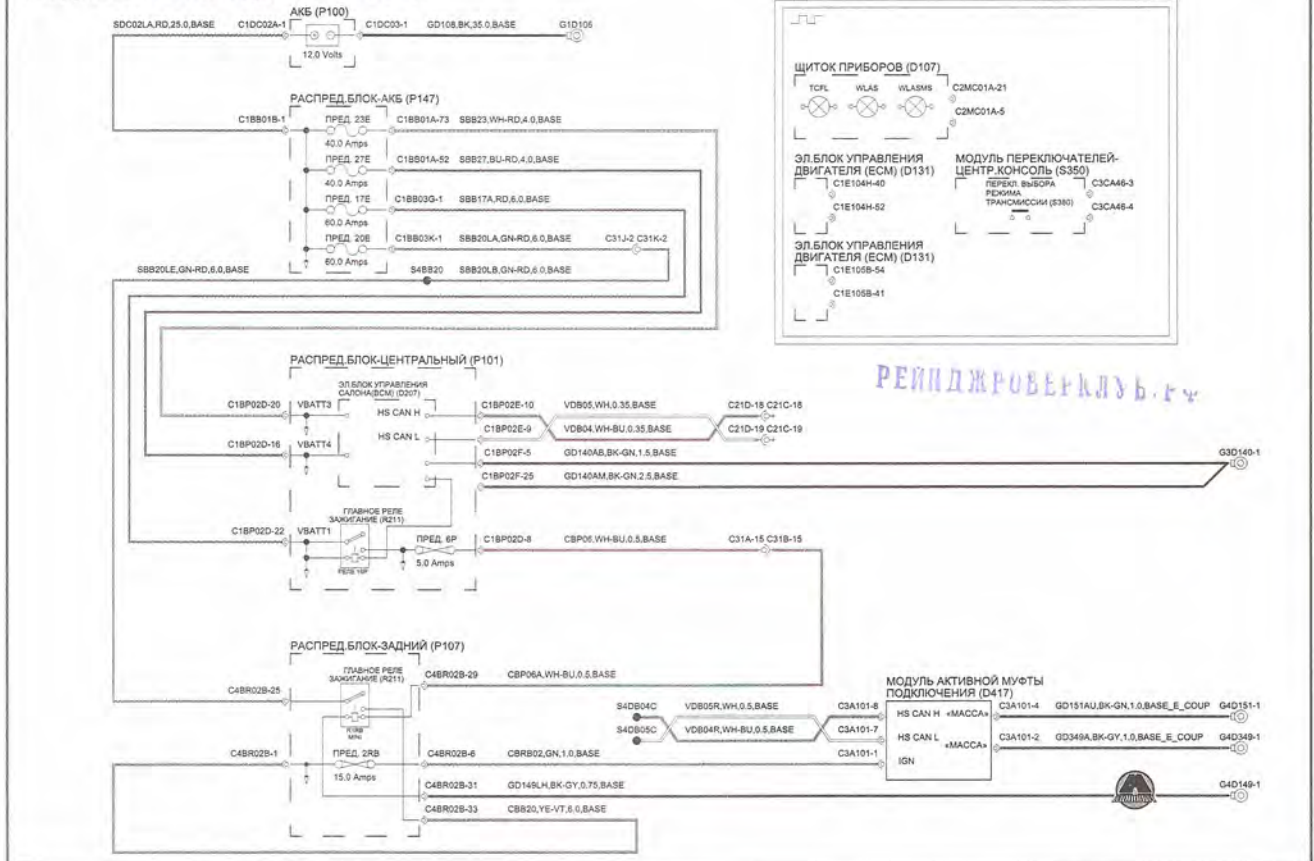 АКБ (P100)
SDC02LA,RD,25.0,BASE C1DC02A-1 C1DC03-1 GD108,BK,35.0,BASE G1D106
12.0 Volts
РАСПРЕД.БЛОК-АКБ (P147)
C1BB01B-1 ПРЕД. 23E C1BB01A-73 SBB23,WH-RD,4.0,BASE
40.0 Amps
ПРЕД. 27E C1BB01A-52 SBB27,BU-RD,4.0,BASE
40.0 Amps
ПРЕД. 17E C1BB03G-1 SBB17A,RD,6.0,BASE
60.0 Amps
ПРЕД. 20E C1BB03K-1 SBB20LA,GN-RD,6.0,BASE C31J-2 C31K-2
60.0 Amps
SBB20LE,GN-RD,6.0,BASE S4BB20 SBB20LB,GN-RD,6.0,BASE
ЩИТОК ПРИБОРОВ (D107)
TCFL WLAS WLASMS C2MC01A-21
C2MC01A-5
ЭЛ.БЛОК УПРАВЛЕНИЯ
ДВИГАТЕЛЯ (ECM) (D131)
C1E104H-40
C1E104H-52
МОДУЛЬ ПЕРЕКЛЮЧАТЕЛЕЙ-
ЦЕНТР.КОНСОЛЬ (S350)
ПЕРЕКЛ. ВЫБОРА
РЕЖИМА
ТРАНСМИССИИ (S360)
C3CA46-3
C3CA46-4
ЭЛ.БЛОК УПРАВЛЕНИЯ
ДВИГАТЕЛЯ (ECM) (D131)
C1E105B-54
C1E105B-41
РЕЙНДЖРОВЕРКЛУБ.РФ
РАСПРЕД.БЛОК-ЦЕНТРАЛЬНЫЙ (P101)
ЭЛ.БЛОК УПРАВЛЕНИЯ
САЛОНА(BCM) (D207)
C1BP02D-20 VBATT3 HS CAN H C1BP02E-10 VDB05,WH,0.35,BASE C21D-18 C21C-18
HS CAN L C1BP02E-9 VDB04,WH-BU,0.35,BASE C21D-19 C21C-19
C1BP02D-16 VBATT4 C1BP02F-5 GD140AB,BK-GN,1.5,BASE G3D140-1
C1BP02F-25 GD140AM,BK-GN,2.5,BASE
ГЛАВНОЕ РЕЛЕ
ЗАЖИГАНИЕ (R211)
C1BP02D-22 VBATT1 ПРЕД. 6P C1BP02D-8 CBP06,WH-BU,0.5,BASE C31A-15 C31B-15
5.0 Amps
РАСПРЕД.БЛОК-ЗАДНИЙ (P107)
ГЛАВНОЕ РЕЛЕ
ЗАЖИГАНИЕ (R211)
C4BR02B-29 CBP06A,WH-BU,0.5,BASE
C4BR02B-25
МОДУЛЬ АКТИВНОЙ МУФТЫ
ПОДКЛЮЧЕНИЯ (D417)
S4DB04C VDB05R,WH,0.5,BASE C3A101-8 HS CAN H «МАССА» C3A101-4 GD151AU,BK-GN,1.0,BASE_E_COUP G4D151-1
S4DB05C VDB04R,WH-BU,0.5,BASE C3A101-7 HS CAN L «МАССА» C3A101-2 GD349A,BK-GY,1.0,BASE_E_COUP G4D349-1
C4BR02B-1 ПРЕД. 2RB C4BR02B-6 CBRB02,GN,1.0,BASE C3A101-1 IGN
15.0 Amps
C4BR02B-31 GD149LH,BK-GY,0.75,BASE G4D149-1
C4BR02B-33 CBB20,YE-VT,6.0,BASE